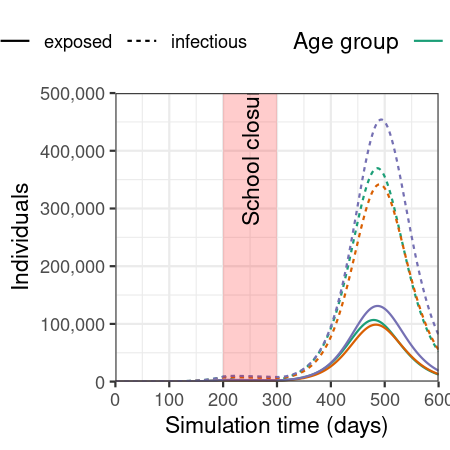 exposed infectious Age group
500,000
400,000
300,000
200,000
100,000
0
Individuals
School closu
0 100 200 300 400 500 600
Simulation time (days)